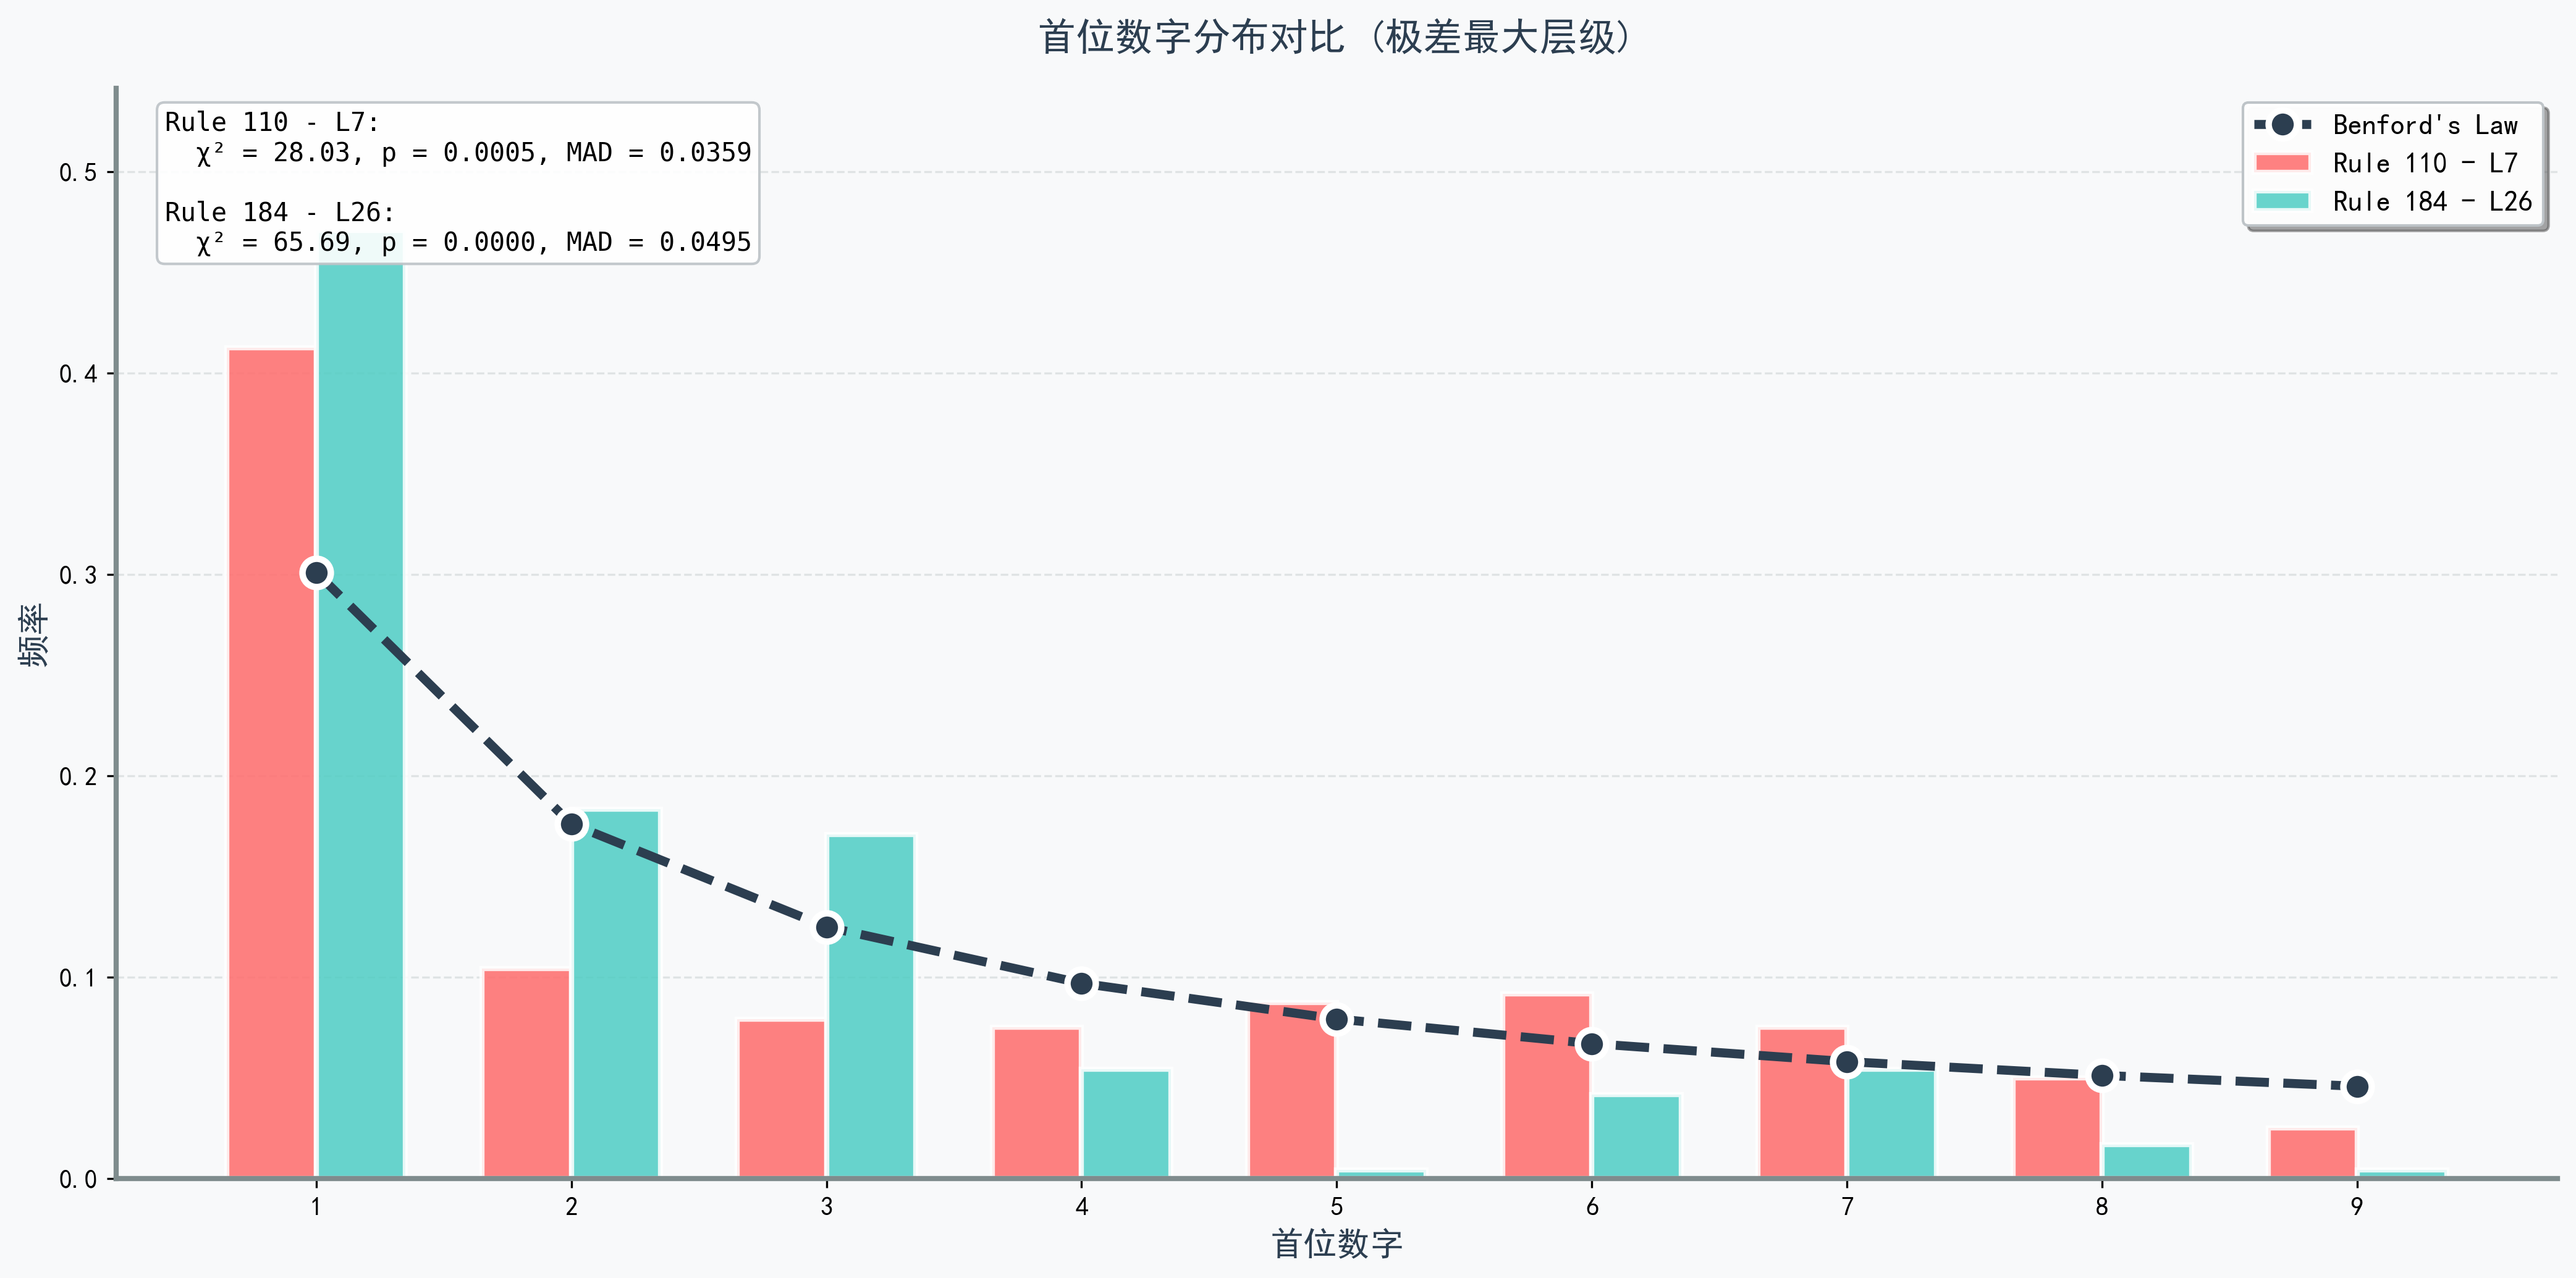 首位数字分布对比 (极差最大层级)
Rule 110 - L7:
χ² = 28.03, p = 0.0005, MAD = 0.0359
Rule 184 - L26:
χ² = 65.69, p = 0.0000, MAD = 0.0495
Benford's Law
Rule 110 - L7
Rule 184 - L26
频率
0.5
0.4
0.3
0.2
0.1
0.0
1 2 3 4 5 6 7 8 9
首位数字